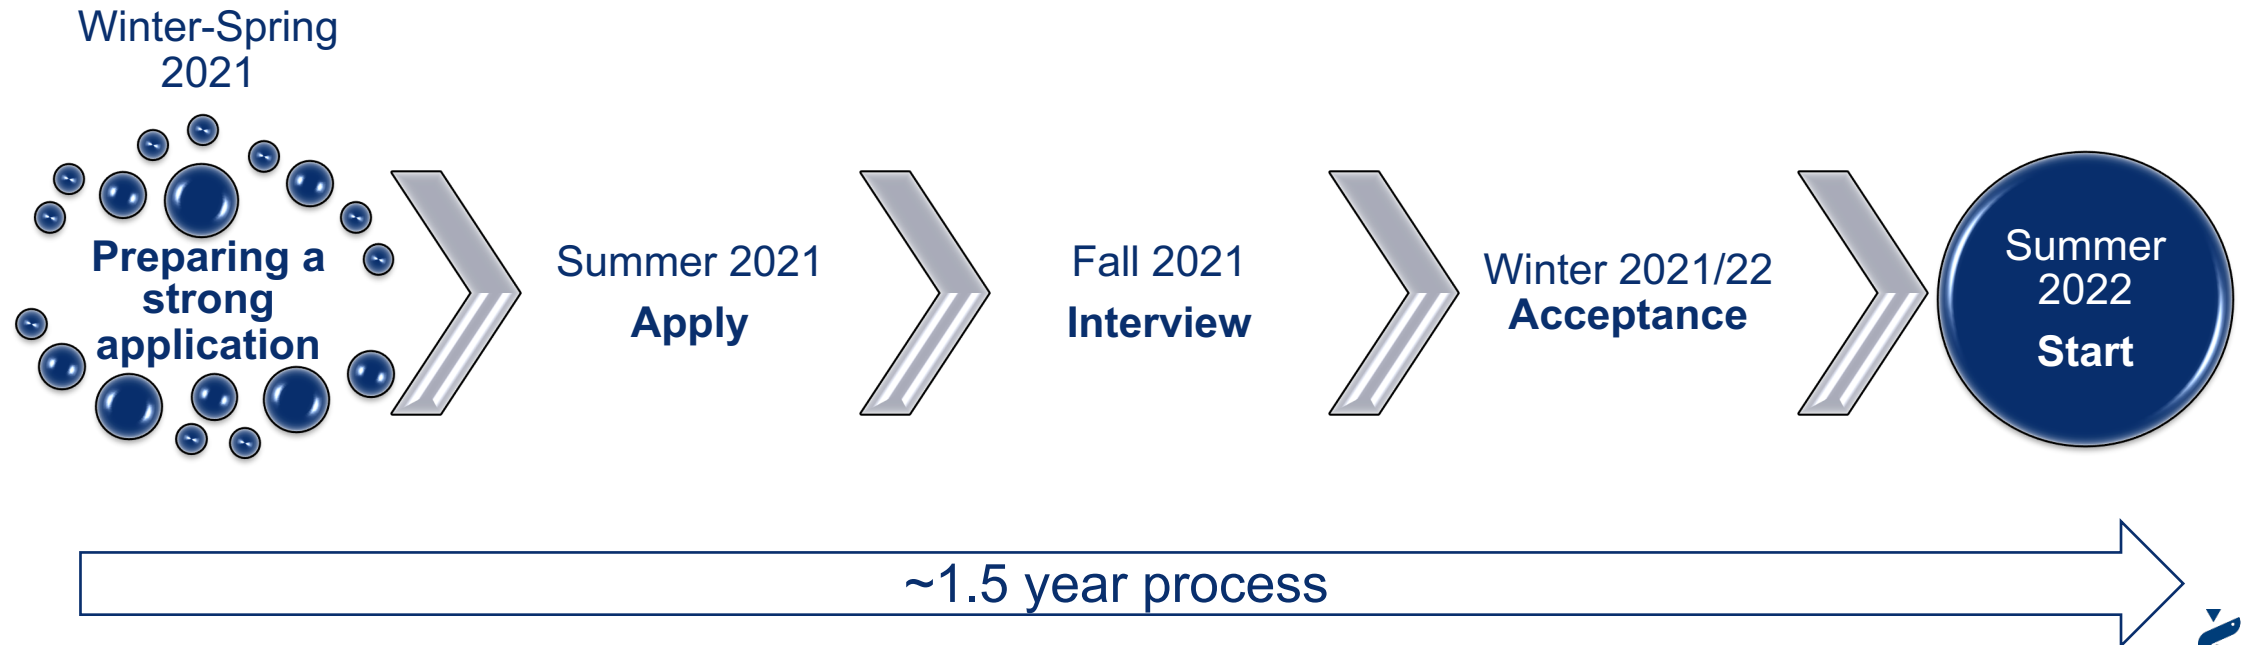 Winter-Spring
2021
Preparing a
strong
application
Summer 2021
Apply
Fall 2021
Interview
Winter 2021/22
Acceptance
Summer
2022
Start
~1.5 year process